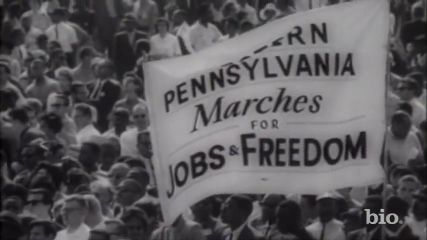 PENNSYLVANIA
Marches
FOR
JOBS & FREEDOM
bio.